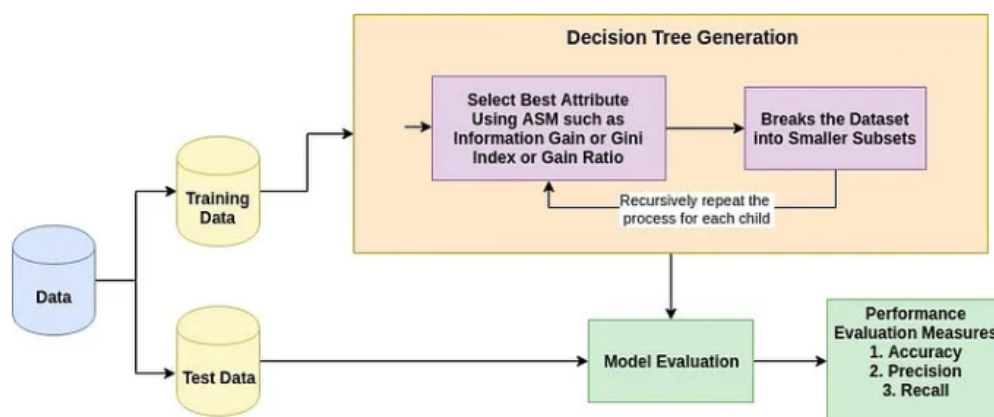 Decision Tree Generation
Select Best Attribute
Using ASM such as
Information Gain or Gini
Index or Gain Ratio
Breaks the Dataset
into Smaller Subsets
Recursively repeat the
process for each child
Training
Data
Data
Test Data
Model Evaluation
Performance
Evaluation Measures
1. Accuracy
2. Precision
3. Recall